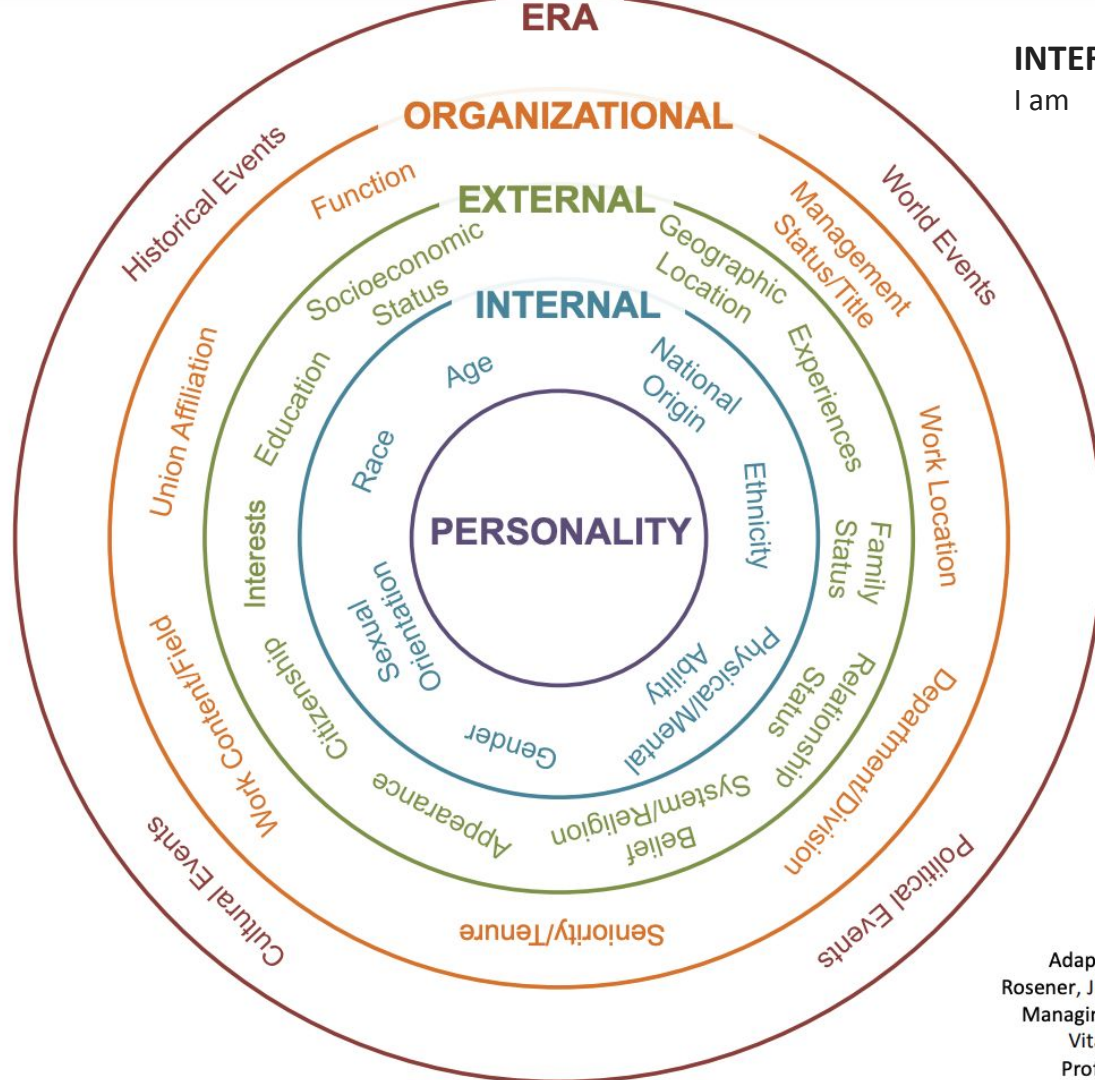 ERA
INTER
I am
ORGANIZATIONAL
Historical Events
World Events
Function
Management
Status/Title
EXTERNAL
Socioeconomic
Status
Geographic
Location
INTERNAL
Union Affiliation
Education
Age
National
Origin
Experiences
Work Location
Race
Ethnicity
PERSONALITY
Interests
Family
Status
Sexual
Orientation
Physical/Mental
Ability
Work Content/Field
Citizenship
Relationship
Status
Department/Division
Gender
Appearance
Belief
System/Religion
Cultural Events
Political Events
Seniority/Tenure
Adap
Rosener, J
Managin
Vita
Prof